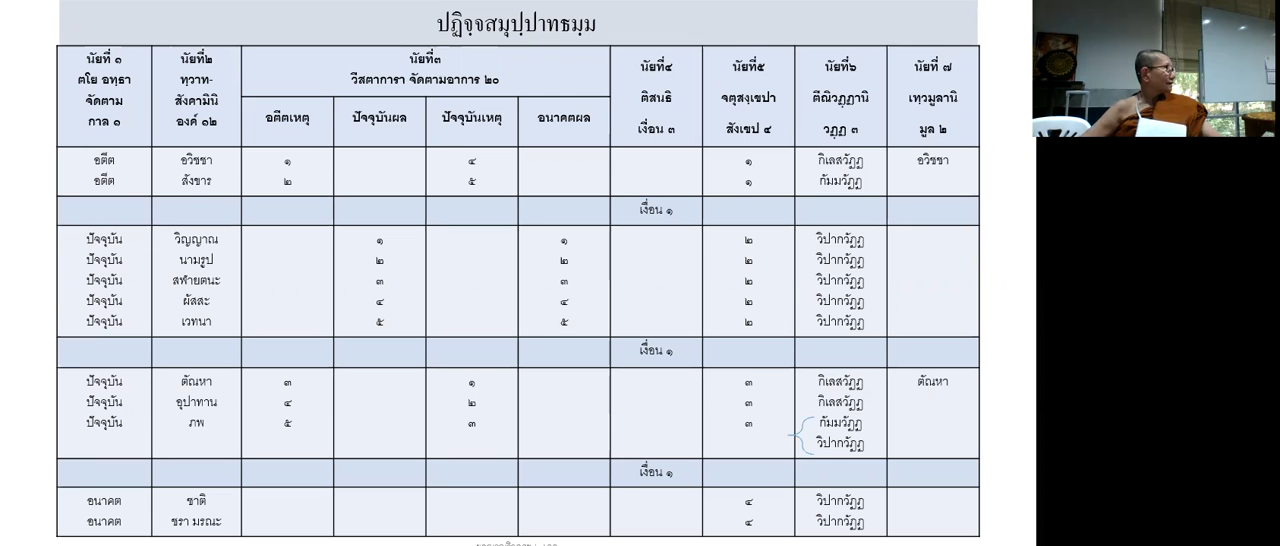 ปฏิจฺจสมุปฺปาทธมฺม
นัยที่ ๑ นัยที่๒ นัยที่๓ นัยที่๔ นัยที่๕ นัยที่๖ นัยที่ ๗
ตโย อทฺธา ทฺวาท- วีสตาการา จัดตามอาการ ๒๐ ติสนธิ จตุสงฺเขปา ตีณิวฏฺฏานิ เทฺวมูลานิ
จัดตาม สังคามินิ
กาล ๑ องค์ ๑๒ อตีตเหตุ ปัจจุบันผล ปัจจุบันเหตุ อนาคตผล เงื่อน ๓ สังเขป ๔ วฏฺฏ ๓ มูล ๒
อตีต อวิชชา ๑ ๔ ๑ กิเลสวัฏฏ อวิชชา
อตีต สังขาร ๒ ๕ ๑ กัมมวัฏฏ
เงื่อน ๑
ปัจจุบัน วิญญาณ ๑ ๑ ๒ วิปากวัฏฏ
ปัจจุบัน นามรูป ๒ ๒ ๒ วิปากวัฏฏ
ปัจจุบัน สฬายตนะ ๓ ๓ ๒ วิปากวัฏฏ
ปัจจุบัน ผัสสะ ๔ ๔ ๒ วิปากวัฏฏ
ปัจจุบัน เวทนา ๕ ๕ ๒ วิปากวัฏฏ
เงื่อน ๑
ปัจจุบัน ตัณหา ๓ ๑ ๓ กิเลสวัฏฏ ตัณหา
ปัจจุบัน อุปาทาน ๔ ๒ ๓ กิเลสวัฏฏ
ปัจจุบัน ภพ ๕ ๓ ๓ กัมมวัฏฏ
วิปากวัฏฏ
เงื่อน ๑
อนาคต ชาติ ๔ วิปากวัฏฏ
อนาคต ชรา มรณะ ๔ วิปากวัฏฏ